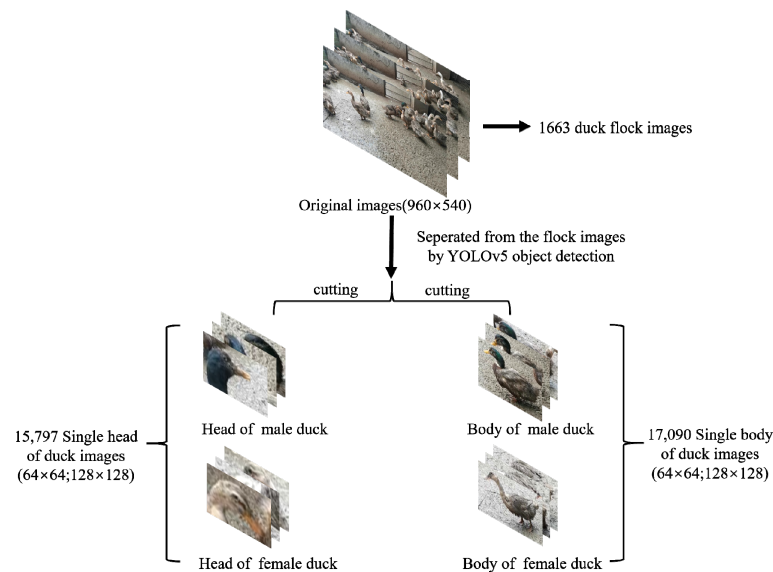 1663 duck flock images
Original images(960×540)
Seperated from the flock images
by YOLOv5 object detection
cutting
cutting
Head of male duck
Body of male duck
15,797 Single head
of duck images
(64×64;128×128)
17,090 Single body
of duck images
(64×64;128×128)
Head of female duck
Body of female duck